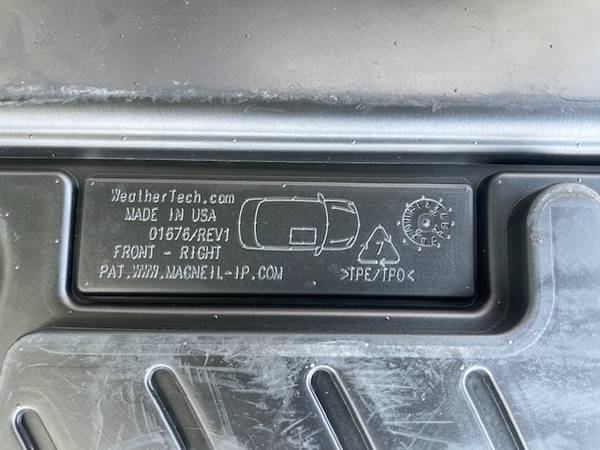 WeatherTech.com
MADE IN USA
01676/REV1
FRONT - RIGHT
PAT.WWW.MACNEIL-IP.COM
7
>TPE/TPO<